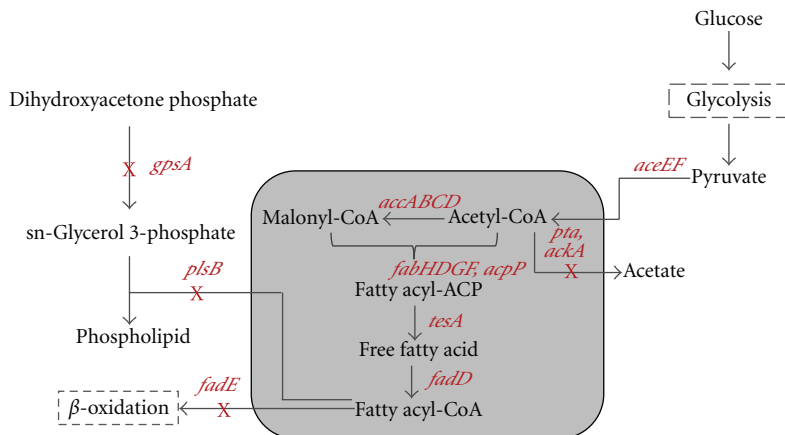 Glucose
Dihydroxyacetone phosphate
Glycolysis
X gpsA
aceEF
Pyruvate
accABCD
Malonyl-CoA
Acetyl-CoA
sn-Glycerol 3-phosphate
pta,
ackA
X
Acetate
plsB
X
fabHDGF, acpP
Fatty acyl-ACP
Phospholipid
tesA
Free fatty acid
fadE
X
fadD
β-oxidation
Fatty acyl-CoA